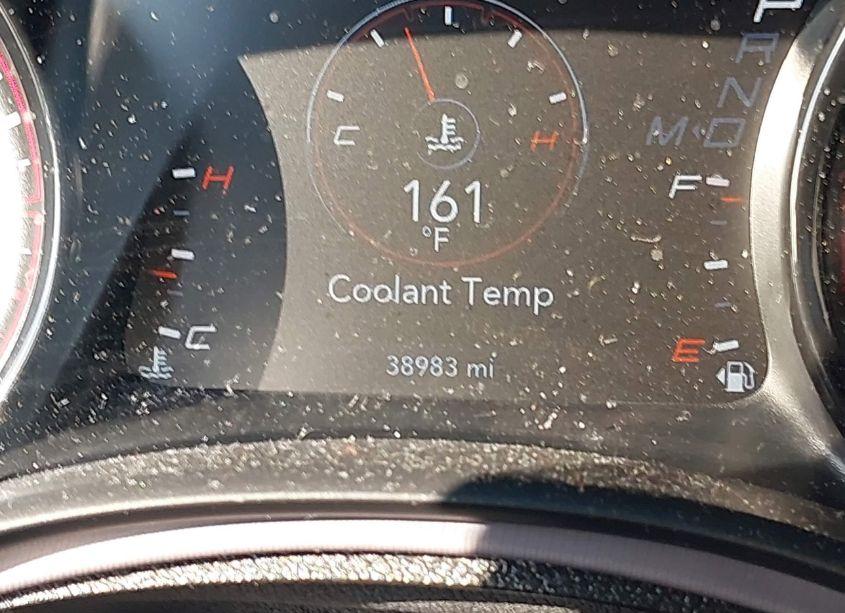 P
R
N
M D
C H
H
F
161
°F
Coolant Temp
C
E
38983 mi